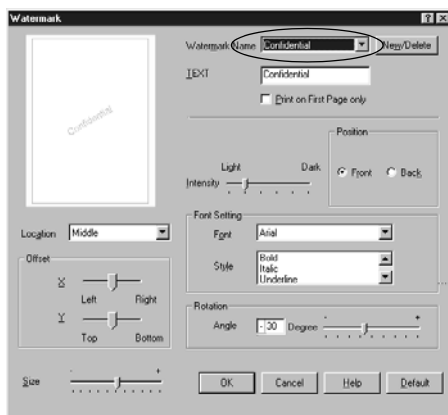 Watermark
Watermark Name Confidential New/Delete
TEXT Confidential
Print on First Page only
Confidential
Position
Front Back
Light Dark
Intensity
Location Middle
Font Setting
Font Arial
Style Bold
Italic
Underline
Offset
X
Left Right
Y
Top Bottom
Rotation
Angle - 30 Degree - +
Size - +
OK Cancel Help Default